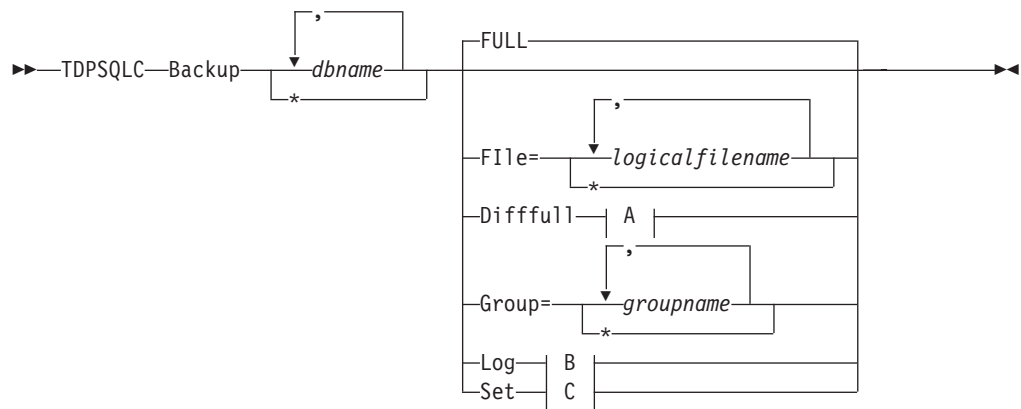 ,
FULL
TDPSQLC Backup dbname
*
,
FIle= logicalfilename
*
Difffull A
,
Group= groupname
*
Log B
Set C